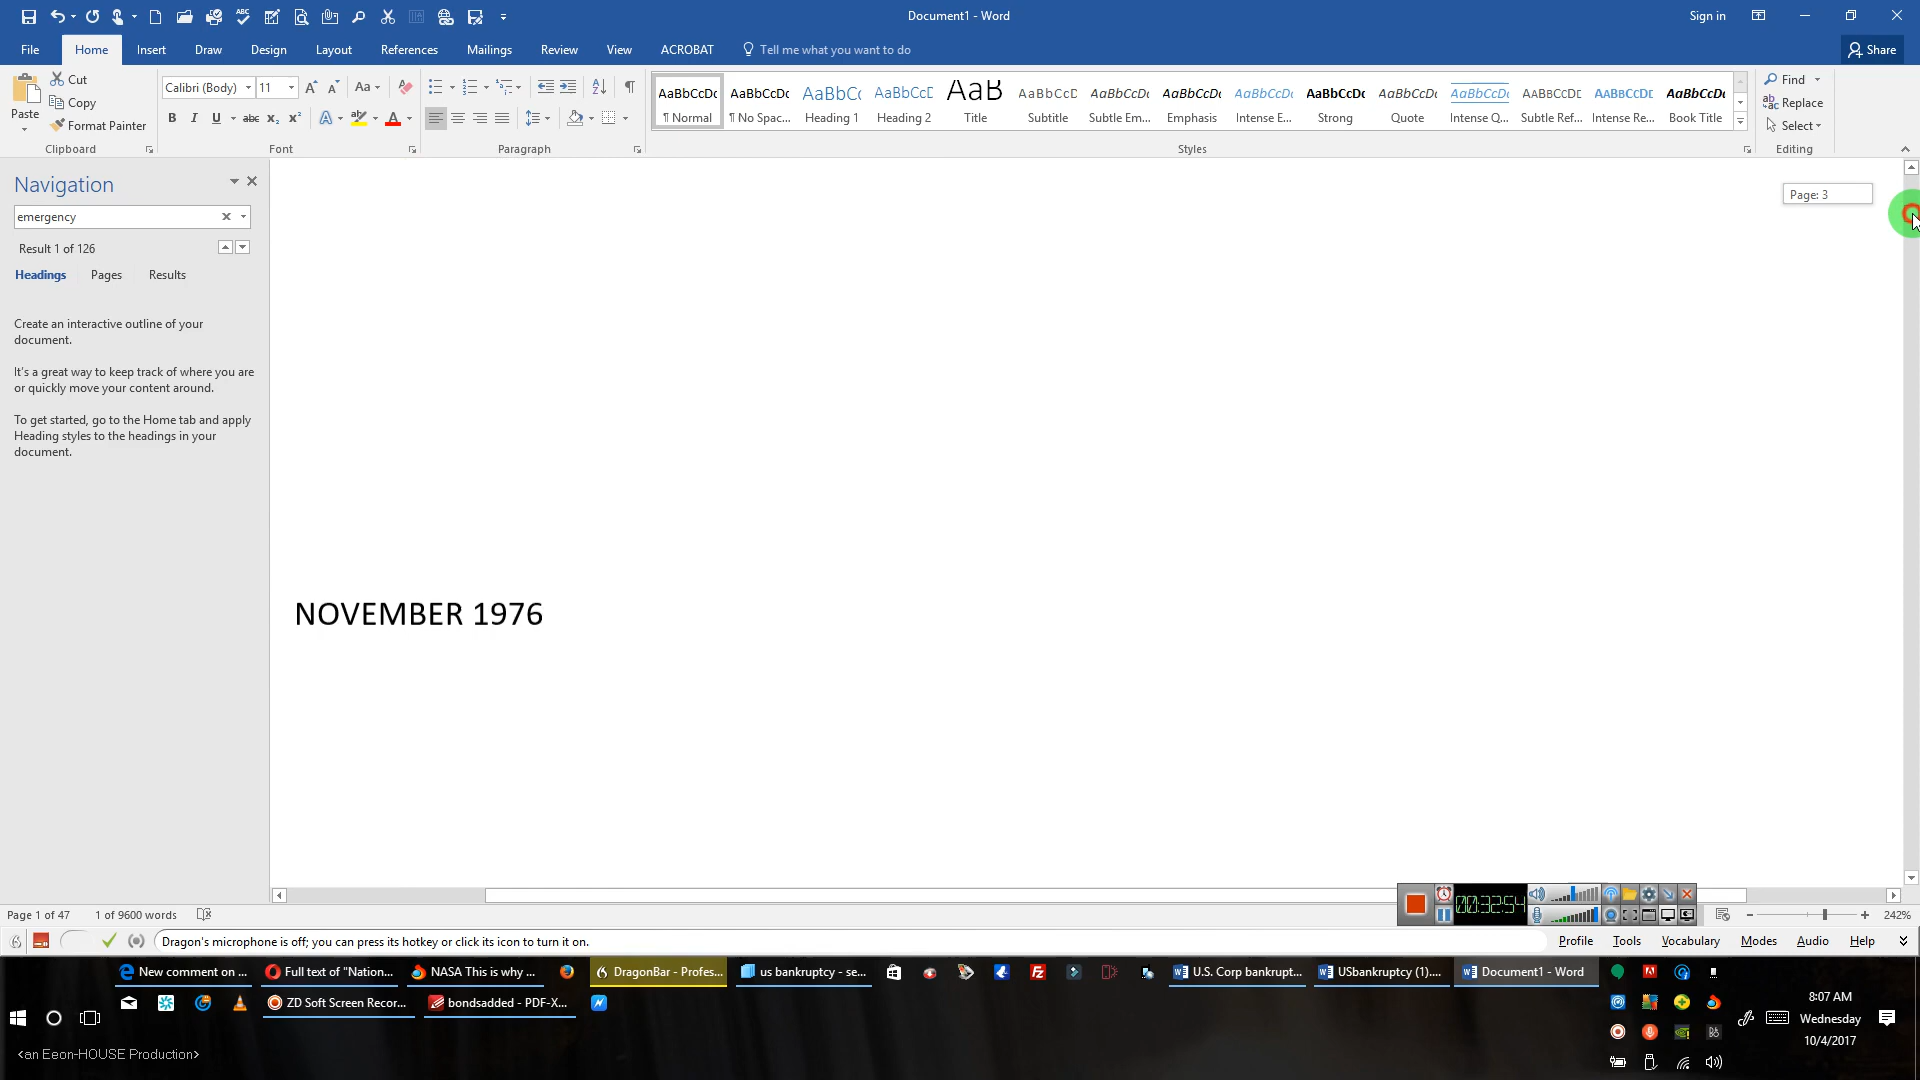 Document1 - Word
Sign in
File Home Insert Draw Design Layout References Mailings Review View ACROBAT Tell me what you want to do Share
Paste
Cut
Copy
Format Painter
Clipboard
Calibri (Body) 11
Font
Paragraph
AaBbCcDc AaBbCcDc AaBbC( AaBbCcC AaB AaBbCcD AaBbCcDc AaBbCcDc AaBbCcDc AaBbCcDc AaBbCcDc AaBbCcDc AABBCCDE AABBCCDE AaBbCcDc
¶ Normal ¶ No Spac... Heading 1 Heading 2 Title Subtitle Subtle Em... Emphasis Intense E... Strong Quote Intense Q... Subtle Ref... Intense Re... Book Title
Styles
Find
Replace
Select
Editing
Navigation
emergency
Result 1 of 126
Headings Pages Results
Create an interactive outline of your
document.
It's a great way to keep track of where you are
or quickly move your content around.
To get started, go to the Home tab and apply
Heading styles to the headings in your
document.
Page: 3
NOVEMBER 1976
00:32:54
Page 1 of 47 1 of 9600 words
242%
Dragon's microphone is off; you can press its hotkey or click its icon to turn it on.
Profile Tools Vocabulary Modes Audio Help
New comment on ... Full text of "Nation... NASA This is why ... DragonBar - Profes... us bankruptcy - se... U.S. Corp bankrupt... USbankruptcy (1).... Document1 - Word
ZD Soft Screen Recor... bondsadded - PDF-X...
8:07 AM
Wednesday
10/4/2017
<an Eeon-HOUSE Production>